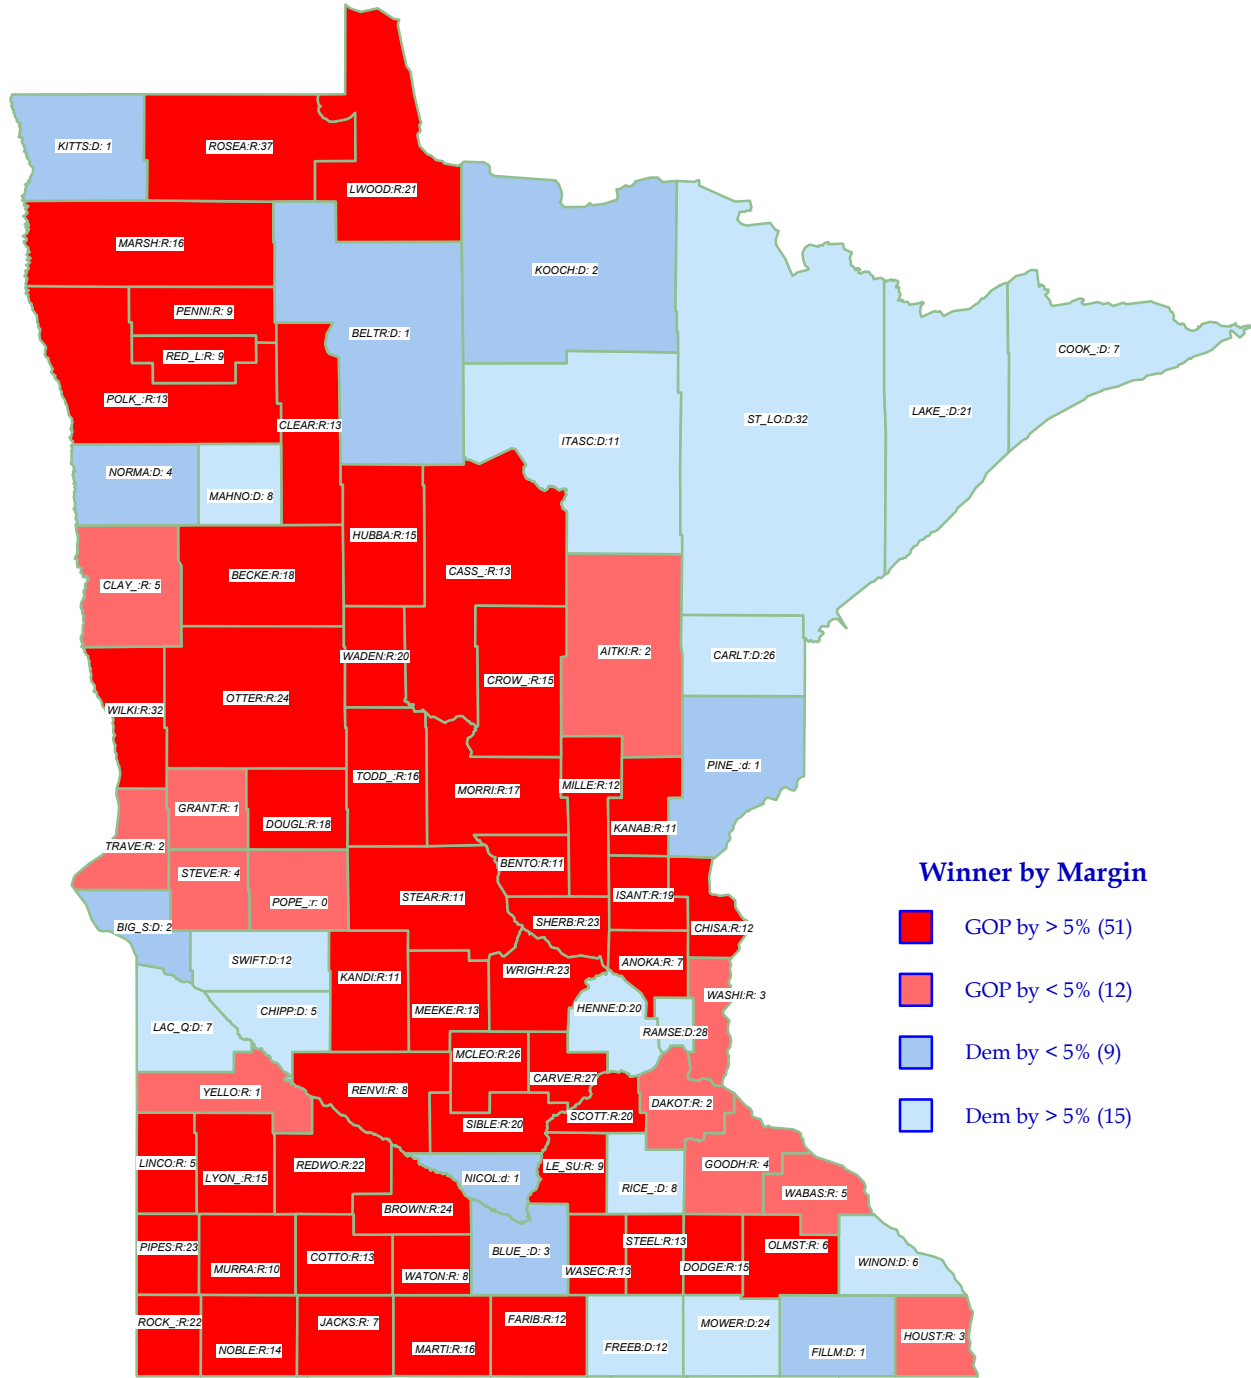 KITTS:D: 1
ROSEA:R:37
LWOOD:R:21
MARSH:R:16
KOOCH:D: 2
PENNI:R: 9
BELTR:D: 1
RED_L:R: 9
COOK_:D: 7
POLK_:R:13
CLEAR:R:13
ST_LO:D:32
LAKE_:D:21
ITASC:D:11
NORMA:D: 4
MAHNO:D: 8
HUBBA:R:15
CLAY_:R: 5
BECKE:R:18
CASS_:R:13
AITKI:R: 2
CARLT:D:26
WADEN:R:20
CROW_:R:15
OTTER:R:24
WILKI:R:32
PINE_:d: 1
TODD_:R:16
MORRI:R:17
MILLE:R:12
GRANT:R: 1
DOUGL:R:18
KANAB:R:11
TRAVE:R: 2
STEVE:R: 4
BENTO:R:11
POPE_:r: 0
STEAR:R:11
ISANT:R:19
BIG_S:D: 2
SHERB:R:23
CHISA:R:12
SWIFT:D:12
KANDI:R:11
WRIGH:R:23
ANOKA:R: 7
WASHI:R: 3
LAC_Q:D: 7
CHIPP:D: 5
MEEKE:R:13
HENNE:D:20
RAMSE:D:28
YELLO:R: 1
RENVI:R: 8
MCLEO:R:26
CARVE:R:27
DAKOT:R: 2
SIBLE:R:20
SCOTT:R:20
LINCO:R: 5
LYON_:R:15
REDWO:R:22
NICOL:d: 1
LE_SU:R: 9
RICE_:D: 8
GOODH:R: 4
WABAS:R: 5
BROWN:R:24
PIPES:R:23
MURRA:R:10
COTTO:R:13
WATON:R: 8
BLUE_:D: 3
WASEC:R:13
STEEL:R:13
DODGE:R:15
OLMST:R: 6
WINON:D: 6
ROCK_:R:22
NOBLE:R:14
JACKS:R: 7
MARTI:R:16
FARIB:R:12
FREEB:D:12
MOWER:D:24
FILLM:D: 1
HOUST:R: 3
Winner by Margin
GOP by > 5% (51)
GOP by < 5% (12)
Dem by < 5% (9)
Dem by > 5% (15)